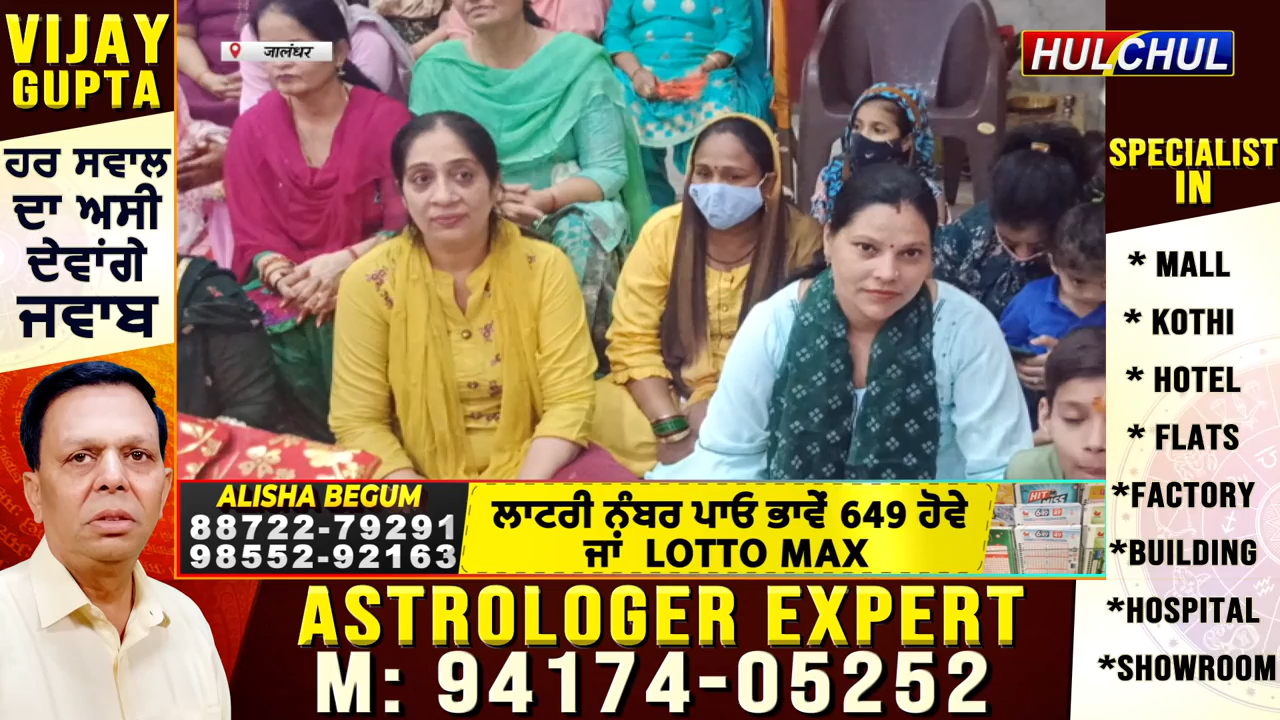 VIJAY
GUPTA
ਹਰ ਸਵਾਲ
ਦਾ ਅਸੀ
ਦੇਵਾਂਗੇ
ਜਵਾਬ
जालंधर
HULCHUL
SPECIALIST
IN
* MALL
* KOTHI
* HOTEL
* FLATS
*FACTORY
*BUILDING
*HOSPITAL
*SHOWROOM
ALISHA BEGUM
88722-79291
98552-92163
ਲਾਟਰੀ ਨੰਬਰ ਪਾਓ ਭਾਵੇਂ 649 ਹੋਵੇ
ਜਾਂ LOTTO MAX
ASTROLOGER EXPERT
M: 94174-05252